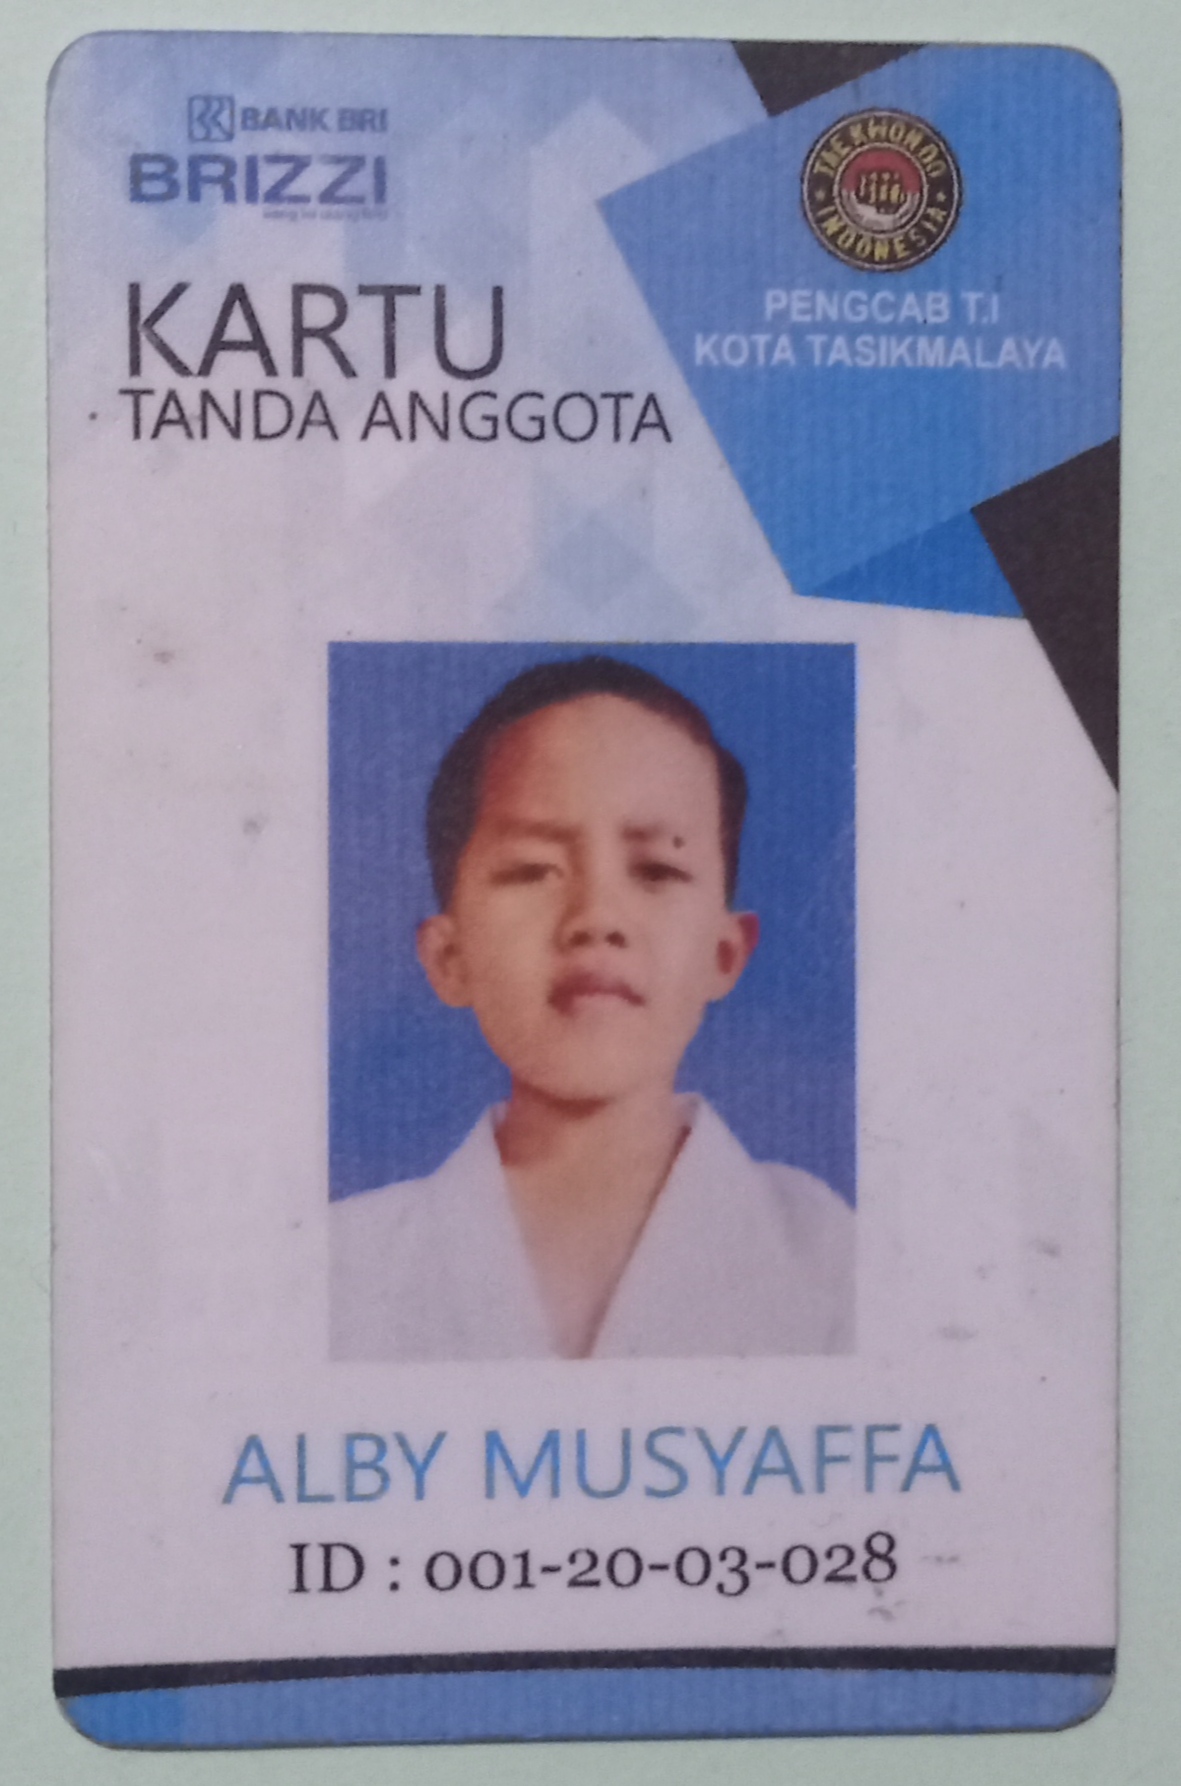 BANK BRI
BRIZZI
TAEKWONDO
INDONESIA
PENGCAB T.I
KOTA TASIKMALAYA
KARTU
TANDA ANGGOTA
ALBY MUSYAFFA
ID : 001-20-03-028